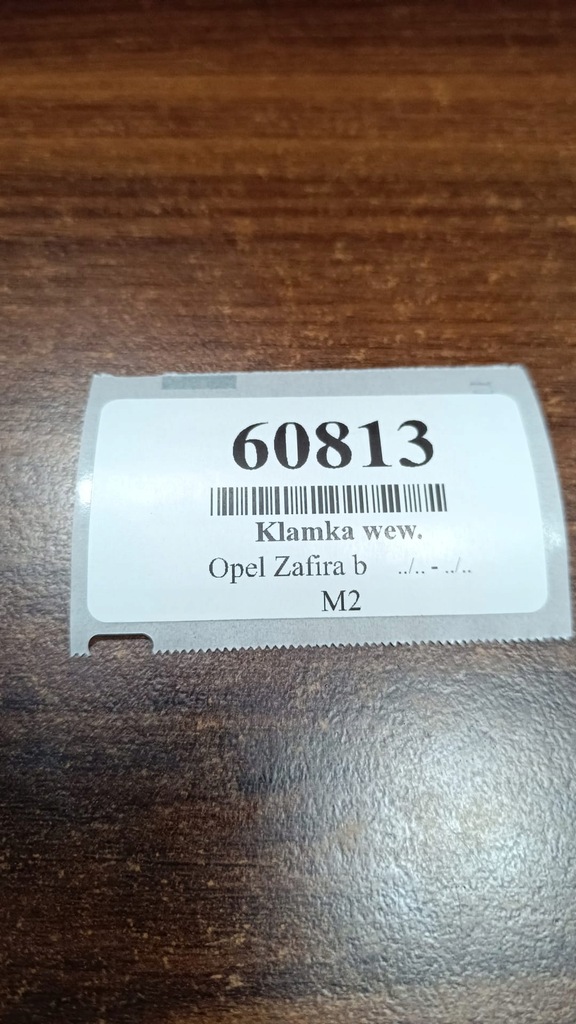 60813
Klamka wew.
Opel Zafira b ../.. - ../..
M2